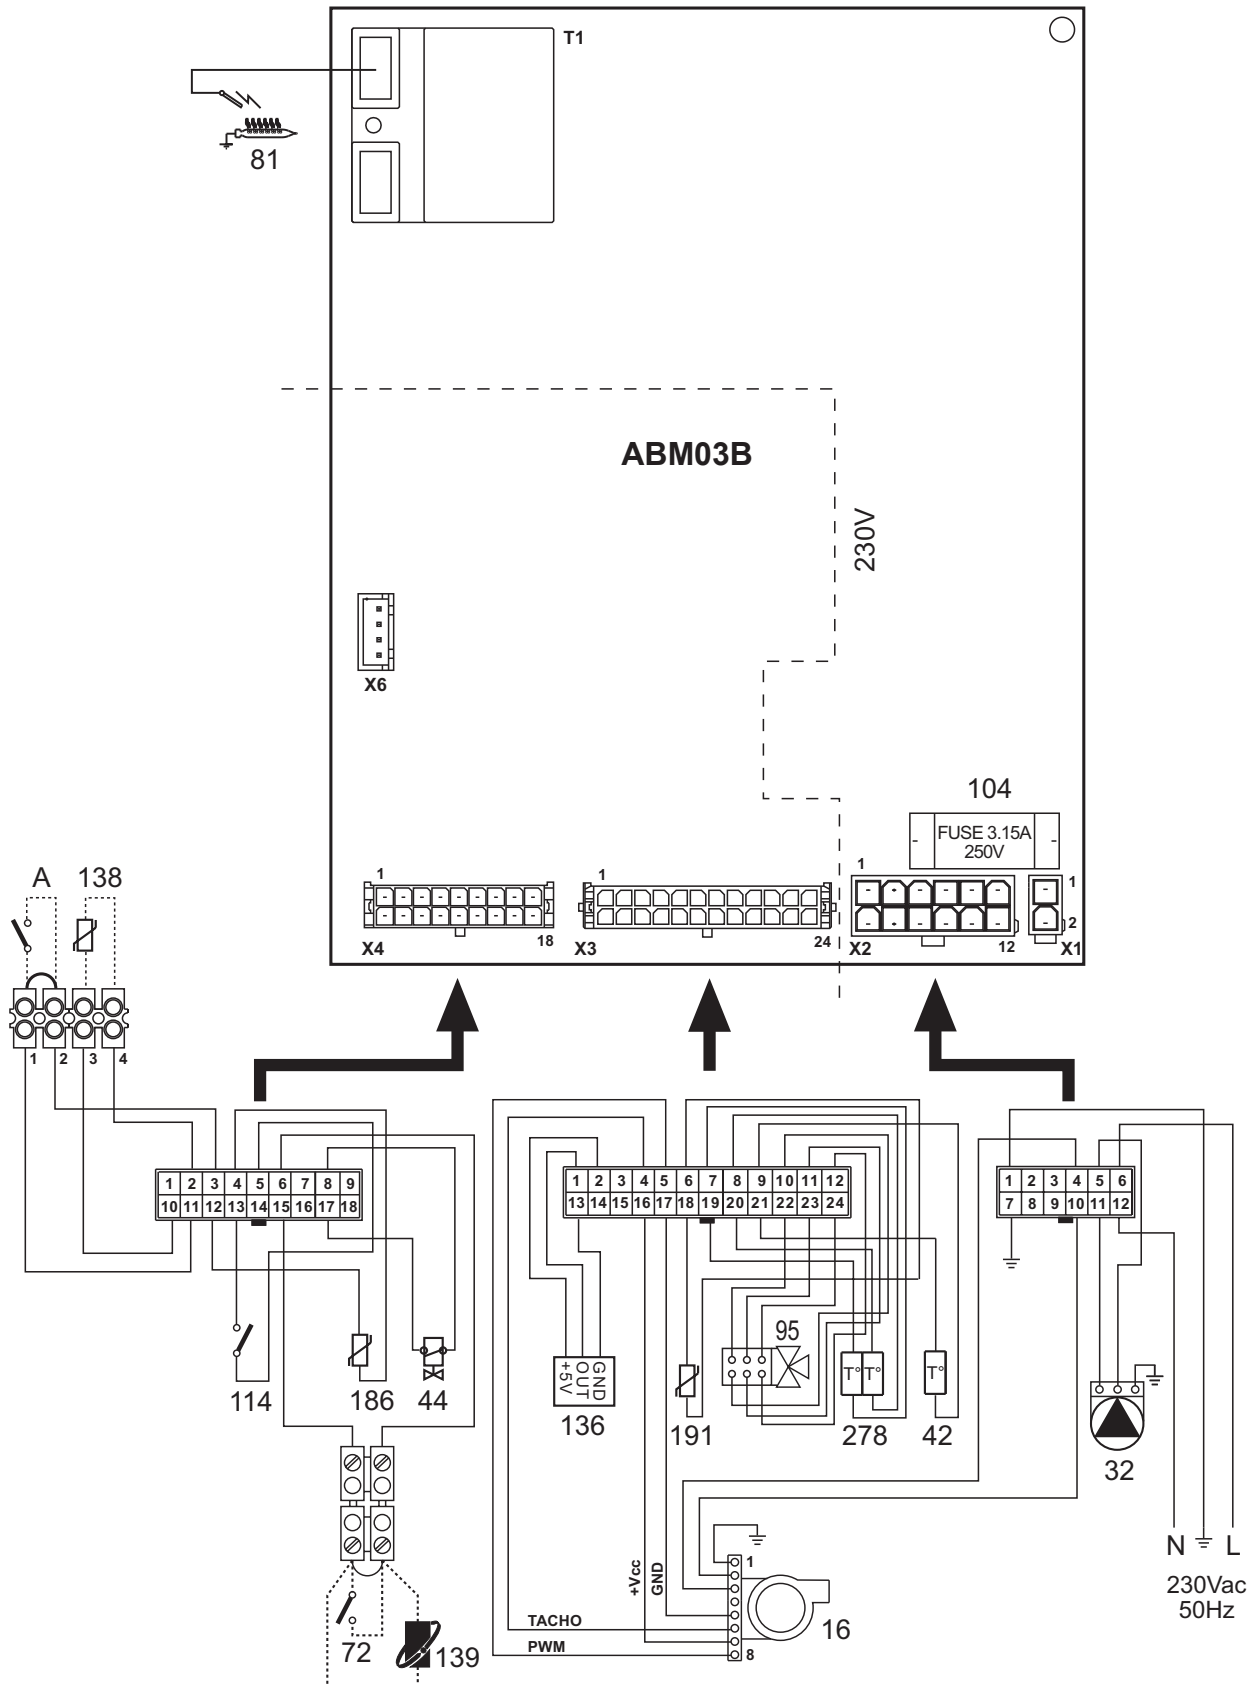 T1
81
ABM03B
230V
X6
104
FUSE 3.15A
250V
A 138
1 1 1 1
2
X4 18 X3 24 X2 12 X1
1 2 3 4
1 2 3 4 5 6 7 8 9
10 11 12 13 14 15 16 17 18
1 2 3 4 5 6 7 8 9 10 11 12
13 14 15 16 17 18 19 20 21 22 23 24
1 2 3 4 5 6
7 8 9 10 11 12
95
T° T° T°
+5V
OUT
GND
114 186 44 136 191 278 42
32
N L
230Vac
50Hz
+Vcc
GND
1
TACHO
PWM
8
16
72 139